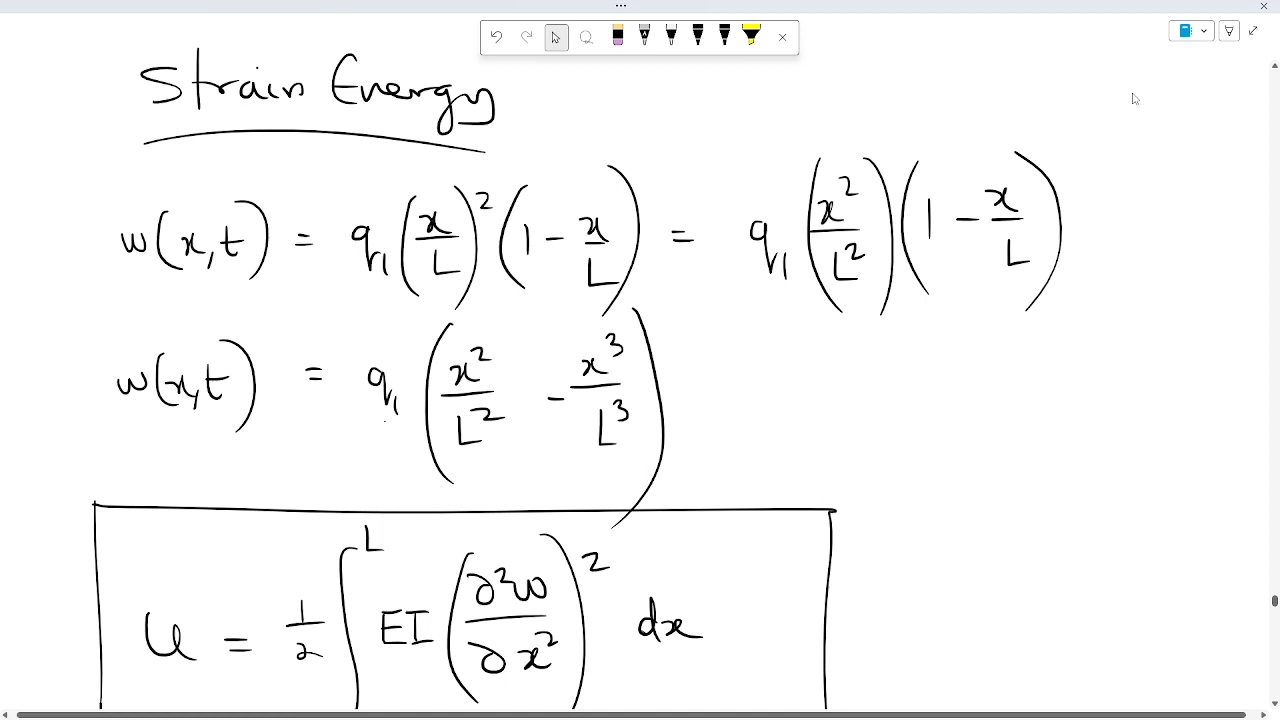 Strain Energy
w(x,t) = q₁ (x/L)² (1 - x/L) = q₁ (x²/L²) (1 - x/L)
w(x,t) = q₁ (x²/L² - x³/L³)
U = 1/2 ∫ᴸ EI (∂²w/∂x²)² dx